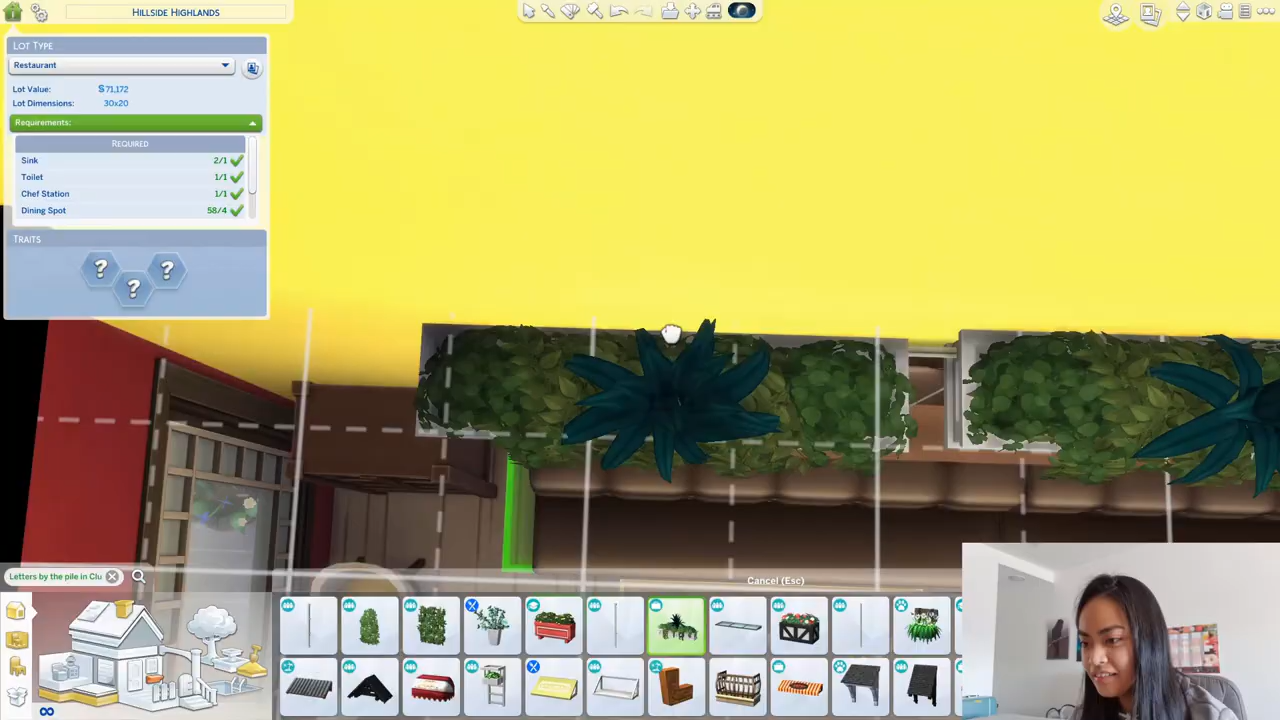 HILLSIDE HIGHLANDS
LOT TYPE
Restaurant
Lot Value: §71,172
Lot Dimensions: 30x20
Requirements:
REQUIRED
Sink 2/1
Toilet 1/1
Chef Station 1/1
Dining Spot 58/4
TRAITS
? ? ?
Cancel (Esc)
Letters by the pile in Clu